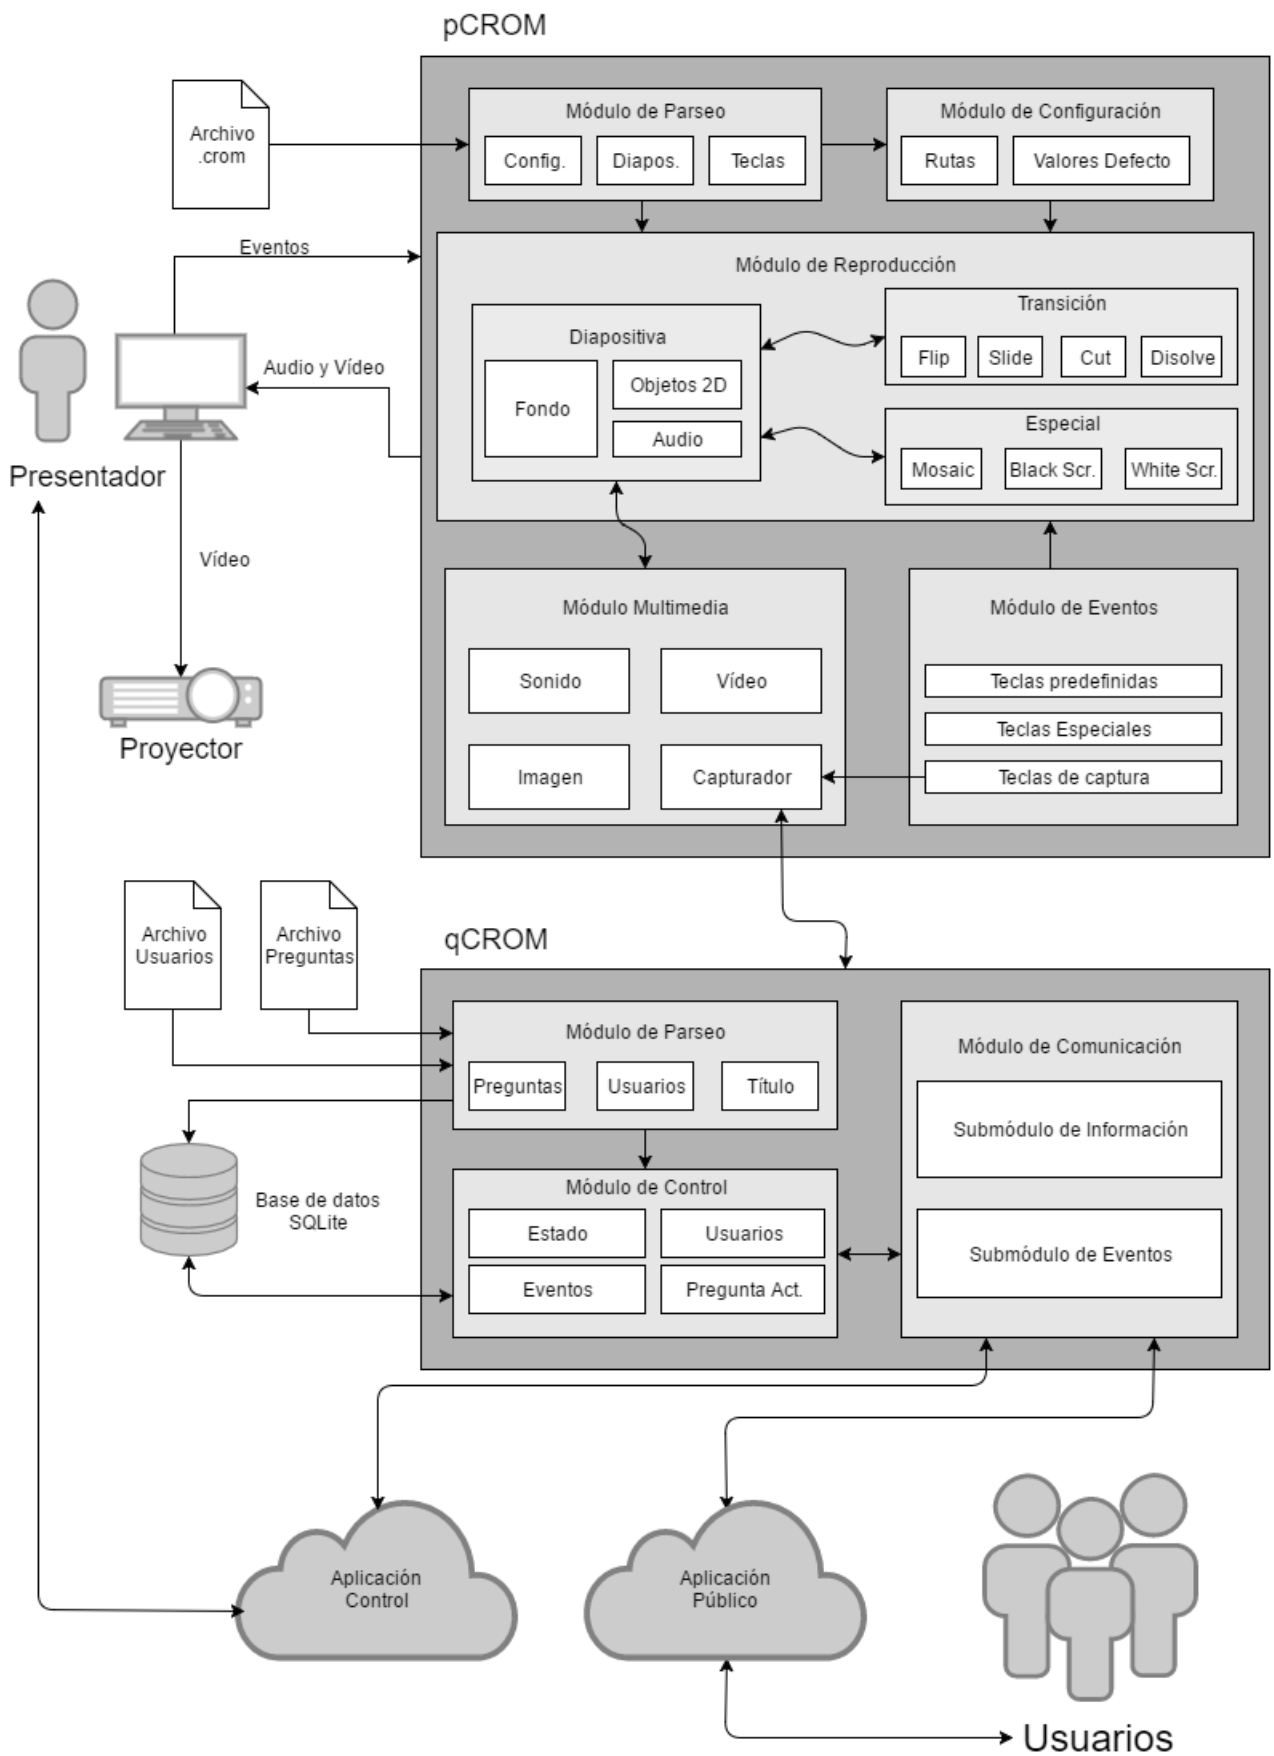 pCROM
Archivo
.crom
Módulo de Parseo
Config.
Diapos.
Teclas
Módulo de Configuración
Rutas
Valores Defecto
Eventos
Módulo de Reproducción
Diapositiva
Fondo
Objetos 2D
Audio
Transición
Flip
Slide
Cut
Disolve
Especial
Mosaic
Black Scr.
White Scr.
Audio y Vídeo
Presentador
Vídeo
Proyector
Módulo Multimedia
Sonido
Vídeo
Imagen
Capturador
Módulo de Eventos
Teclas predefinidas
Teclas Especiales
Teclas de captura
Archivo
Usuarios
Archivo
Preguntas
qCROM
Módulo de Parseo
Preguntas
Usuarios
Título
Módulo de Comunicación
Submódulo de Información
Submódulo de Eventos
Base de datos
SQLite
Módulo de Control
Estado
Usuarios
Eventos
Pregunta Act.
Aplicación
Control
Aplicación
Público
Usuarios